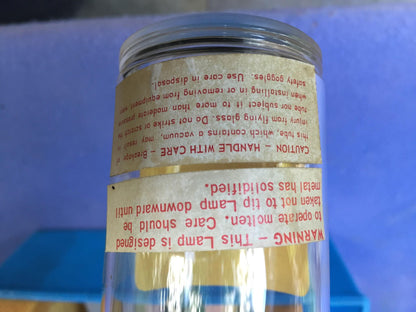 WARNING – This Lamp is designed
to operate molten. Care should be
taken not to tip Lamp downward until
metal has solidified.
CAUTION – HANDLE WITH CARE – Breakage of
this tube, which contains a vacuum, may result in
injury from flying glass. Do not strike or scratch the
tube nor subject it to more than moderate pressure
when installing in or removing from equipment.
safety goggles. Use care in disposal